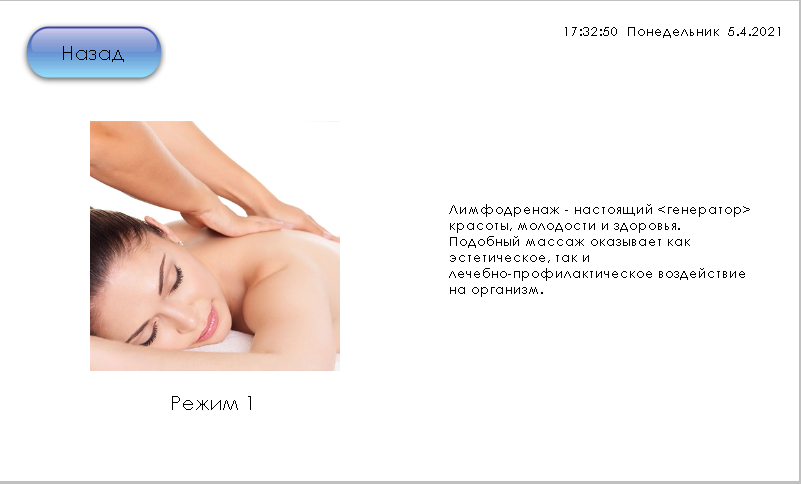 Назад
17:32:50 Понедельник 5.4.2021
Лимфодренаж - настоящий <генератор>
красоты, молодости и здоровья.
Подобный массаж оказывает как
эстетическое, так и
лечебно-профилактическое воздействие
на организм.
Режим 1